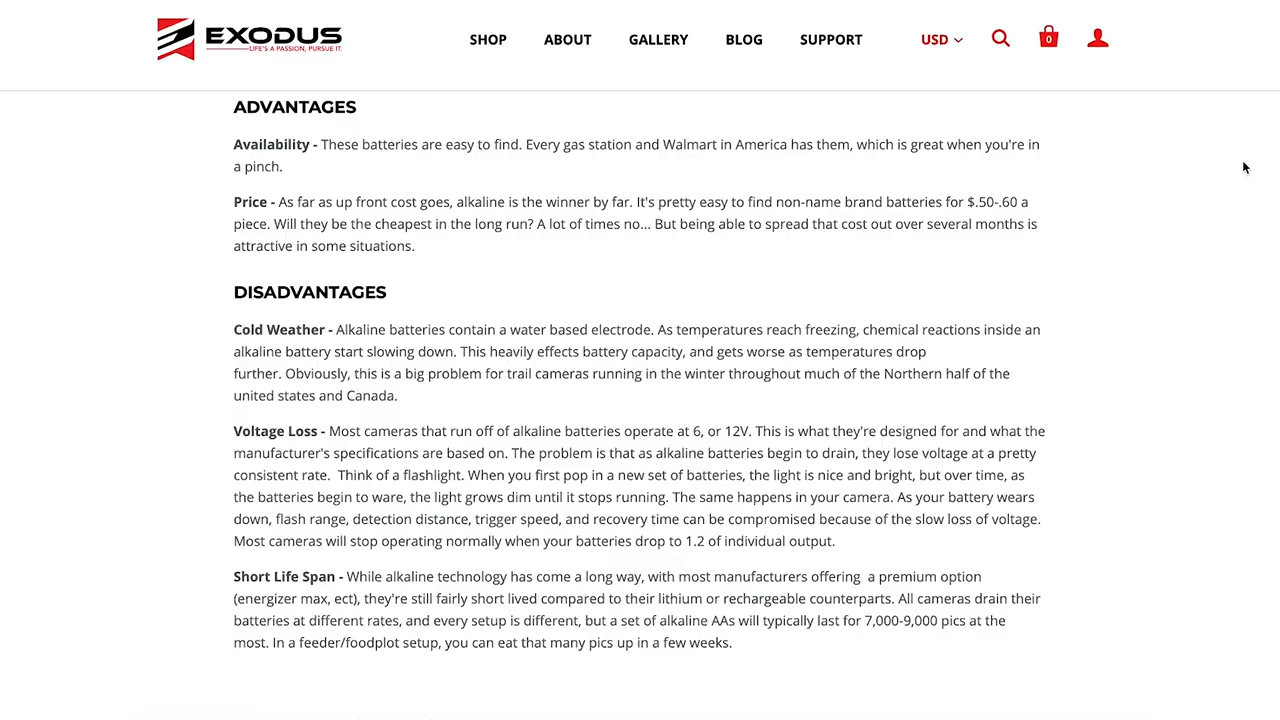 EXODUS
LIFE'S A PASSION, PURSUE IT.
SHOP ABOUT GALLERY BLOG SUPPORT USD 0
ADVANTAGES
Availability - These batteries are easy to find. Every gas station and Walmart in America has them, which is great when you're in
a pinch.
Price - As far as up front cost goes, alkaline is the winner by far. It's pretty easy to find non-name brand batteries for $.50-.60 a
piece. Will they be the cheapest in the long run? A lot of times no... But being able to spread that cost out over several months is
attractive in some situations.
DISADVANTAGES
Cold Weather - Alkaline batteries contain a water based electrode. As temperatures reach freezing, chemical reactions inside an
alkaline battery start slowing down. This heavily effects battery capacity, and gets worse as temperatures drop
further. Obviously, this is a big problem for trail cameras running in the winter throughout much of the Northern half of the
united states and Canada.
Voltage Loss - Most cameras that run off of alkaline batteries operate at 6, or 12V. This is what they're designed for and what the
manufacturer's specifications are based on. The problem is that as alkaline batteries begin to drain, they lose voltage at a pretty
consistent rate.  Think of a flashlight. When you first pop in a new set of batteries, the light is nice and bright, but over time, as
the batteries begin to ware, the light grows dim until it stops running. The same happens in your camera. As your battery wears
down, flash range, detection distance, trigger speed, and recovery time can be compromised because of the slow loss of voltage.
Most cameras will stop operating normally when your batteries drop to 1.2 of individual output.
Short Life Span - While alkaline technology has come a long way, with most manufacturers offering  a premium option
(energizer max, ect), they're still fairly short lived compared to their lithium or rechargeable counterparts. All cameras drain their
batteries at different rates, and every setup is different, but a set of alkaline AAs will typically last for 7,000-9,000 pics at the
most. In a feeder/foodplot setup, you can eat that many pics up in a few weeks.